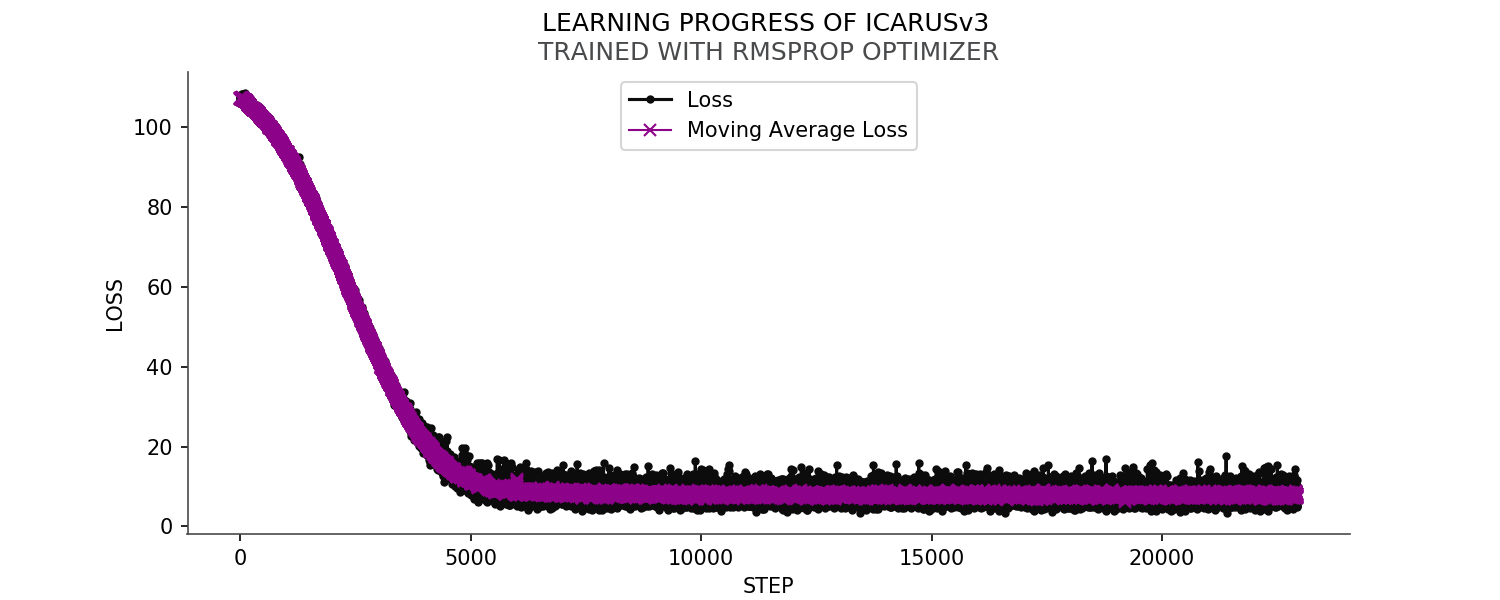 LEARNING PROGRESS OF ICARUSv3
TRAINED WITH RMSPROP OPTIMIZER
Loss
Moving Average Loss
100
80
60
40
20
0
LOSS
0 5000 10000 15000 20000
STEP